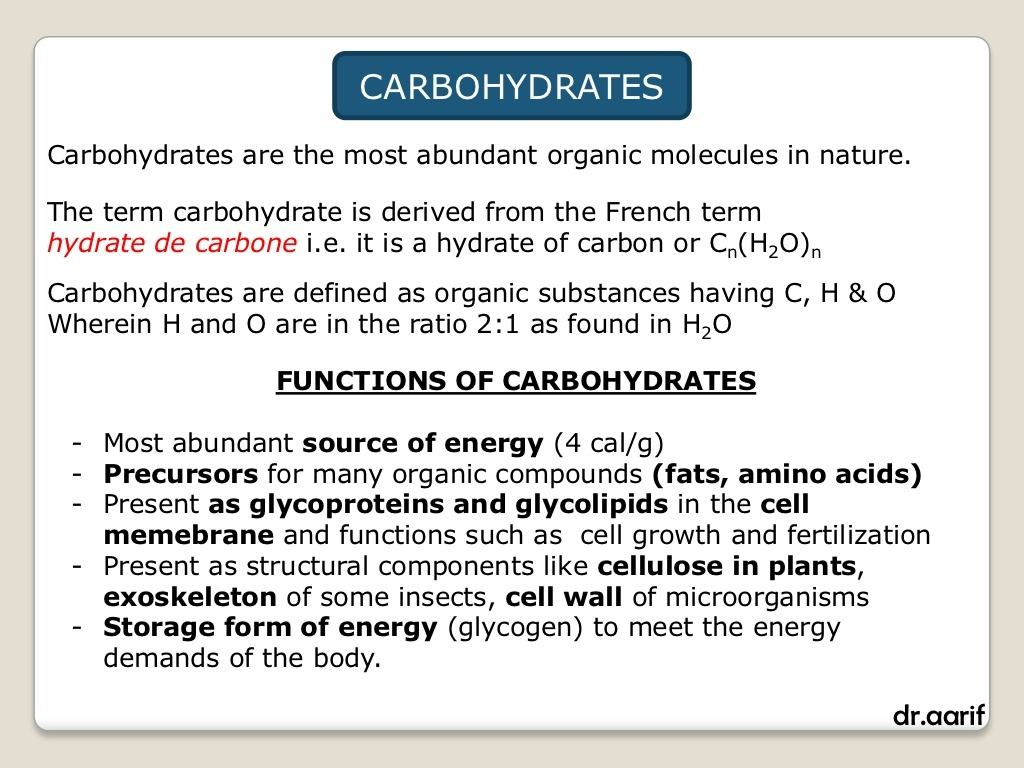 CARBOHYDRATES
Carbohydrates are the most abundant organic molecules in nature.
The term carbohydrate is derived from the French term
hydrate de carbone i.e. it is a hydrate of carbon or Cn(H2O)n
Carbohydrates are defined as organic substances having C, H & O
Wherein H and O are in the ratio 2:1 as found in H2O
FUNCTIONS OF CARBOHYDRATES
- Most abundant source of energy (4 cal/g)
- Precursors for many organic compounds (fats, amino acids)
- Present as glycoproteins and glycolipids in the cell
memebrane and functions such as cell growth and fertilization
- Present as structural components like cellulose in plants,
exoskeleton of some insects, cell wall of microorganisms
- Storage form of energy (glycogen) to meet the energy
demands of the body.
dr.aarif